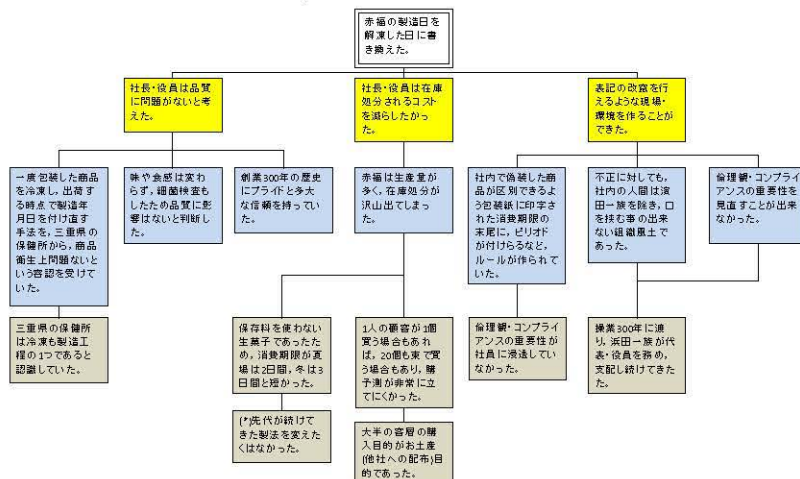 赤福の製造日を
解凍した日に書
き換えた。
社長・役員は品質
に問題がないと考
えた。
社長・役員は在庫
処分されるコスト
を減らしたかっ
た。
表記の改竄を行
えるような現場・
環境を作ることが
できた。
一度包装した商品
を冷凍し，出荷す
る時点で製造年
月日を付け直す
手法を，三重県の
保健所から，商品
衛生上問題ないと
いう容認を受けて
いた。
味や食感は変わ
らず，細菌検査も
したため品質に影
響はないと判断し
た。
創業300年の歴史
にプライドと多大
な信頼を持ってい
た。
赤福は生産量が
多く，在庫処分が
沢山出てしまっ
た。
社内で偽装した商
品が区別できるよ
う包装紙に印字さ
れた消費期限の
末尾に，ピリオド
が付けらるなど，
ルールが作られて
いた。
不正に対しても，
社内の人間は濱
田一族を除き，口
を挟む事の出来
ない組織風土で
あった。
倫理観・コンプライ
アンスの重要性を
見直すことが出来
なかった。
三重県の保健所
は冷凍も製造工
程の1つであると
認識していた。
保存料を使わない
生菓子であったた
め，消費期限が夏
場は2日間，冬は3
日間と短かった。
1人の顧客が1個
買う場合もあれ
ば，20個も束で買
う場合もあり，購
予測が非常に立
てにくかった。
倫理観・コンプライ
アンスの重要性が
社員に浸透してい
なかった。
操業300年に渡
り，浜田一族が代
表・役員を務め，
支配し続けてき
た。
(*)先代が続けて
きた製法を変えた
くはなかった。
大半の客層の購
入目的がお土産
(他社への配布)目
的であった。